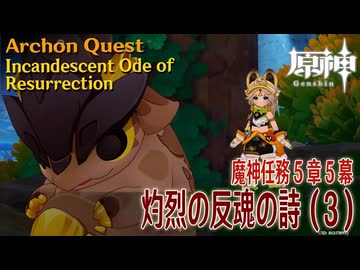 Archon Quest
Incandescent Ode of
Resurrection
原神
Genshin
魔神任務5章5幕
灼烈の反魂の詩(3)